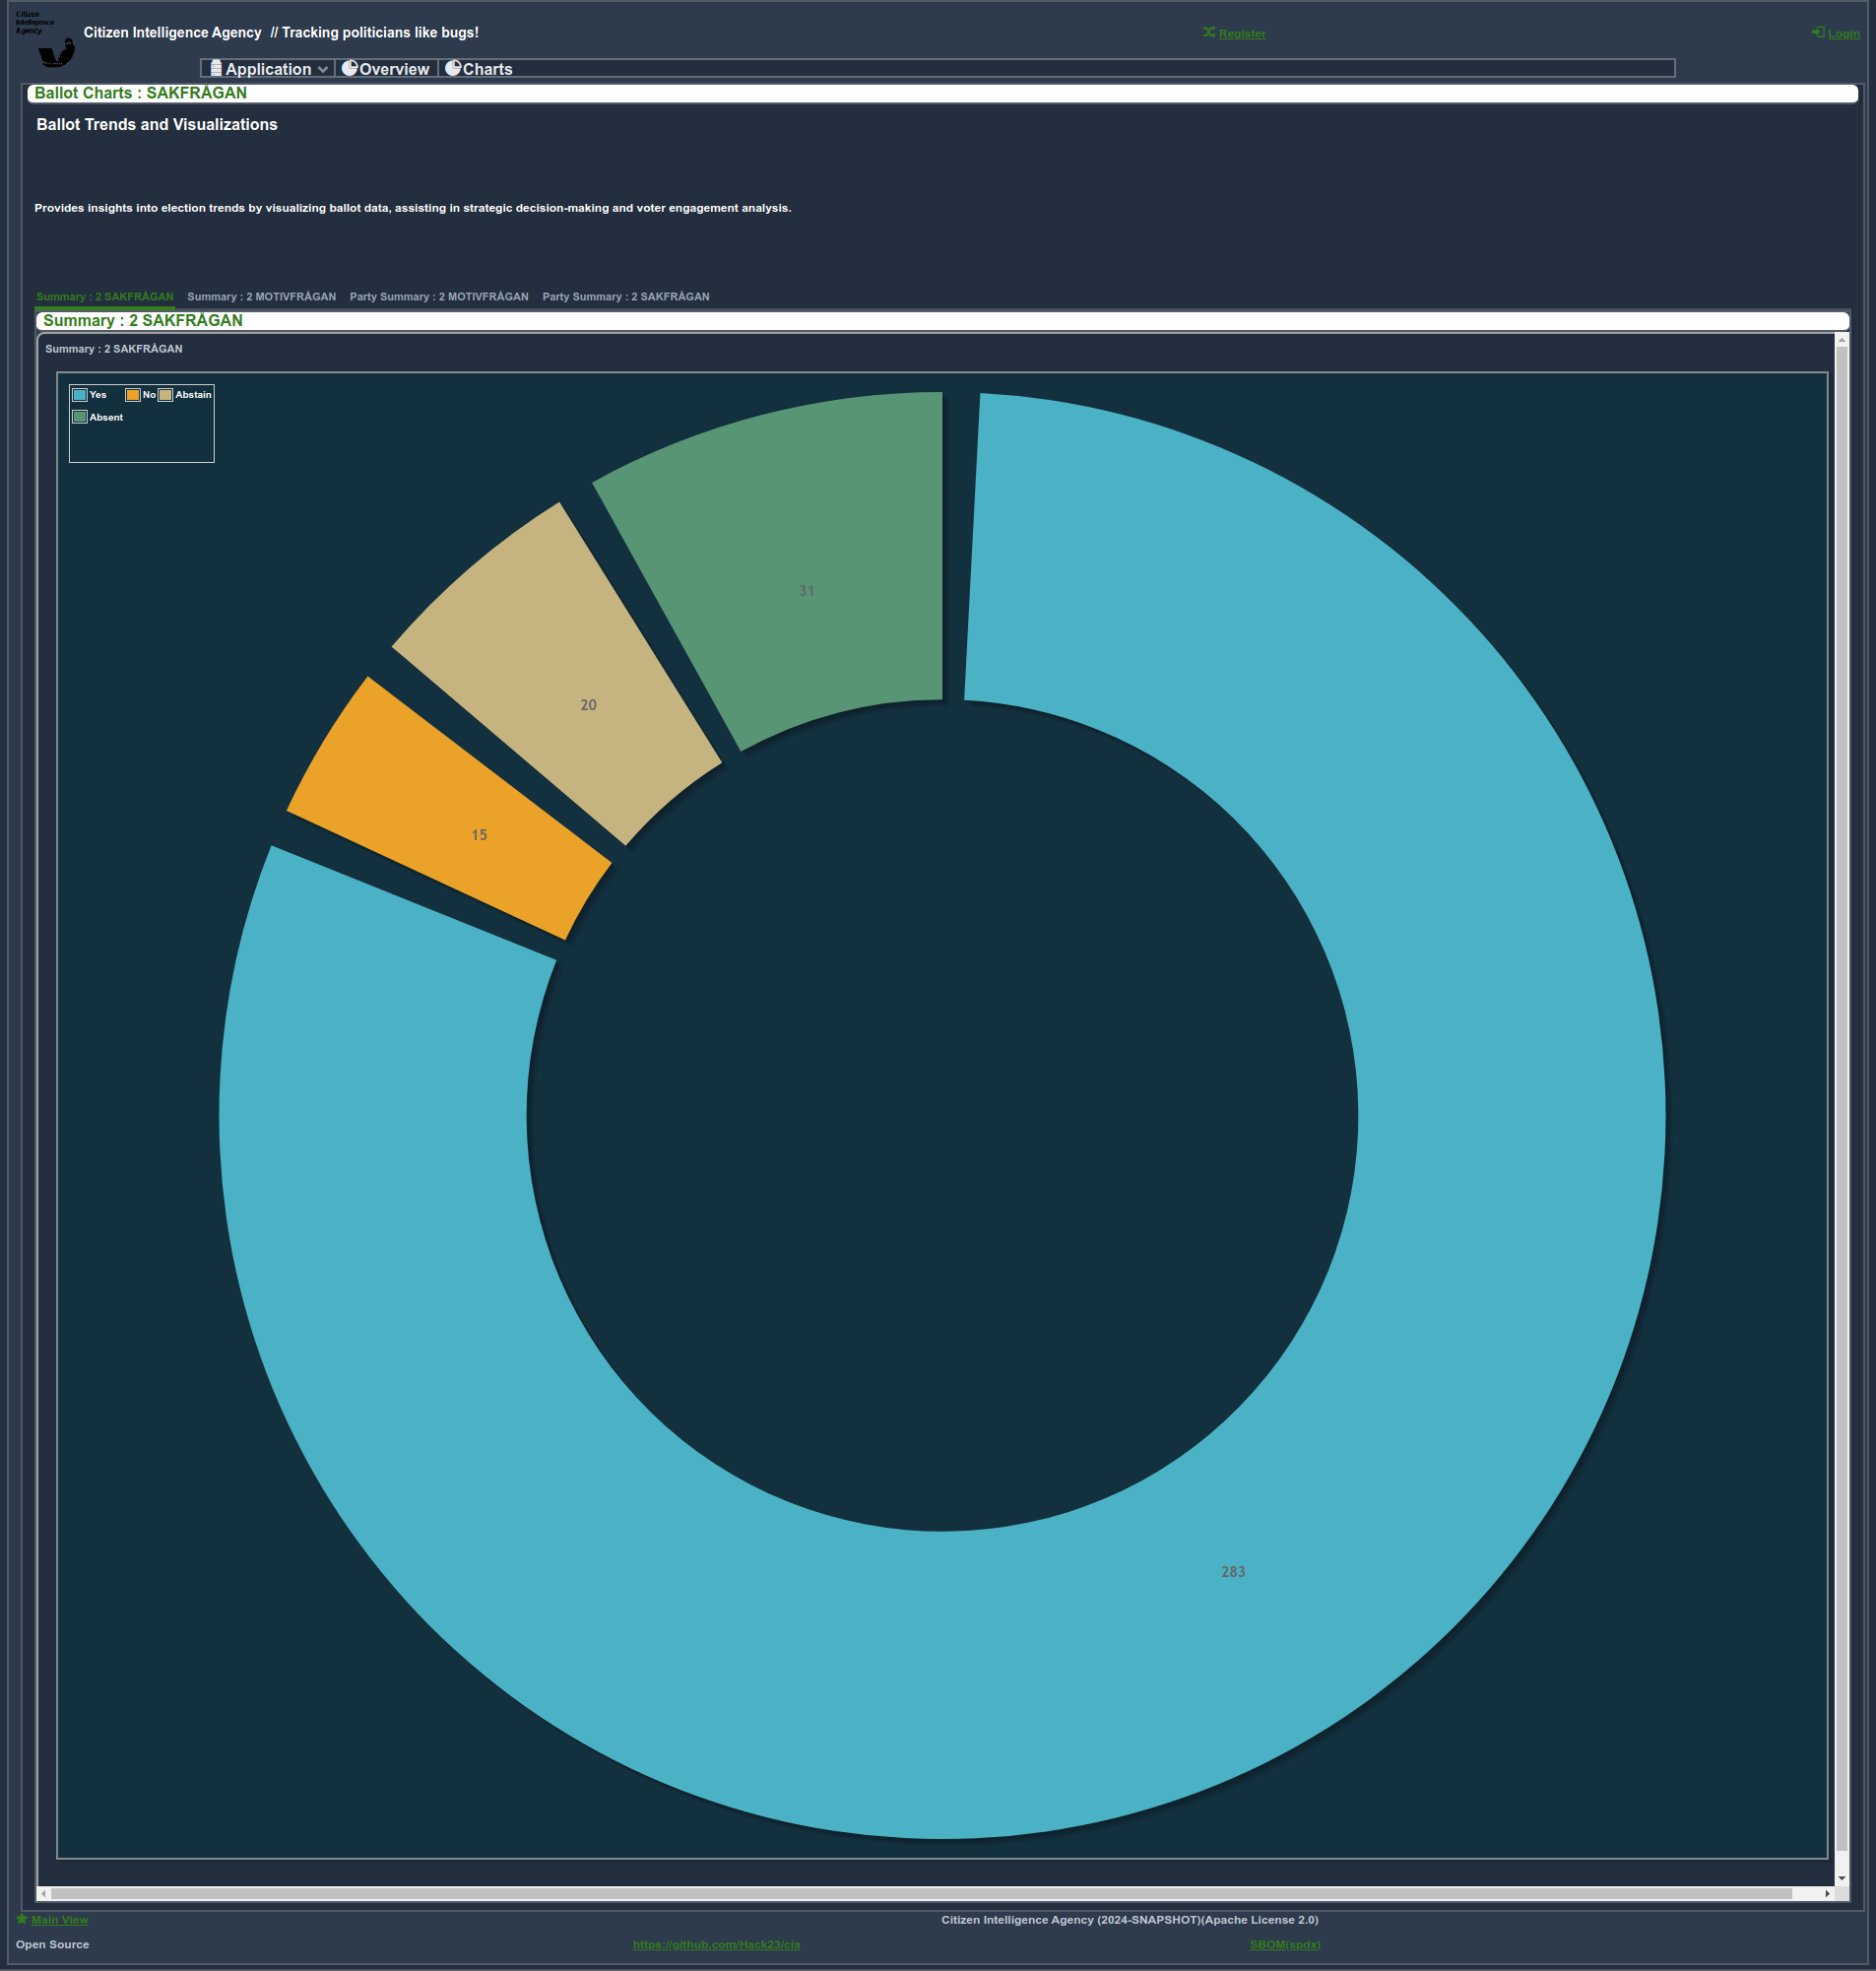 Citizen
Intelligence
Agency
Citizen Intelligence Agency // Tracking politicians like bugs!
Register
Login
Application
Overview
Charts
Ballot Charts : SAKFRÅGAN
Ballot Trends and Visualizations
Provides insights into election trends by visualizing ballot data, assisting in strategic decision-making and voter engagement analysis.
Summary : 2 SAKFRÅGAN
Summary : 2 MOTIVFRÅGAN
Party Summary : 2 MOTIVFRÅGAN
Party Summary : 2 SAKFRÅGAN
Summary : 2 SAKFRÅGAN
Summary : 2 SAKFRÅGAN
Yes
No
Abstain
Absent
31
20
15
283
Main View
Citizen Intelligence Agency (2024-SNAPSHOT)(Apache License 2.0)
Open Source
https://github.com/Hack23/cia
SBOM(spdx)